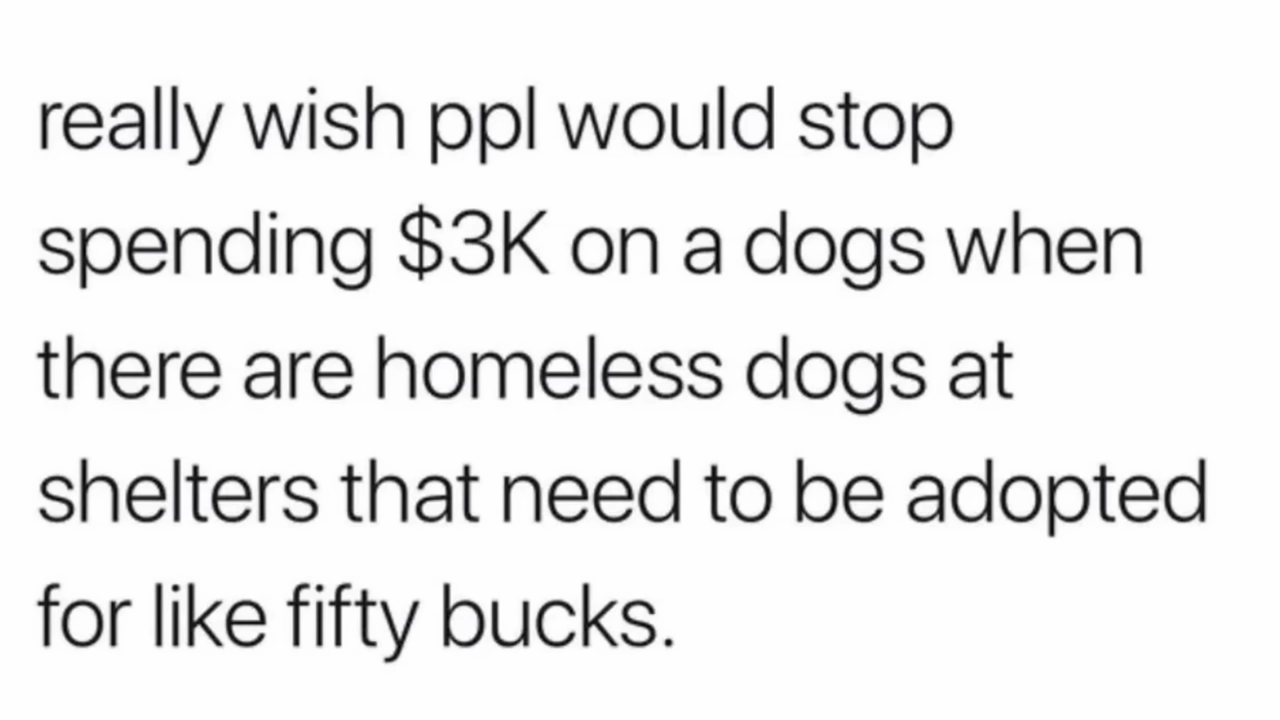 really wish ppl would stop
spending $3K on a dogs when
there are homeless dogs at
shelters that need to be adopted
for like fifty bucks.